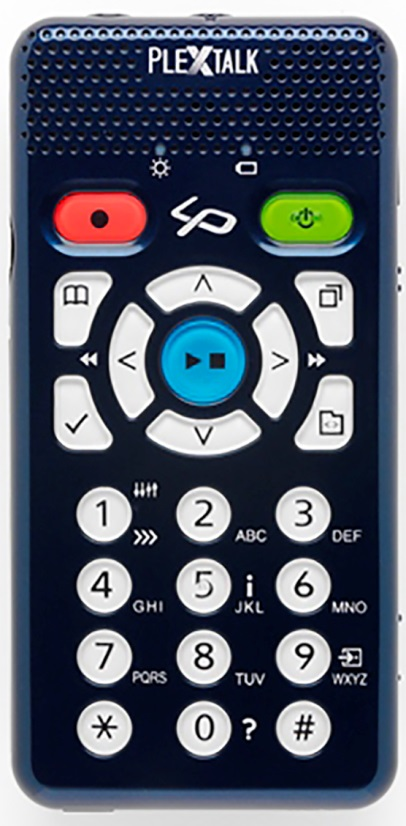 PLEXTALK
1
2 ABC
3 DEF
4 GHI
5 i JKL
6 MNO
7 PQRS
8 TUV
9 WXYZ
*
0 ?
#